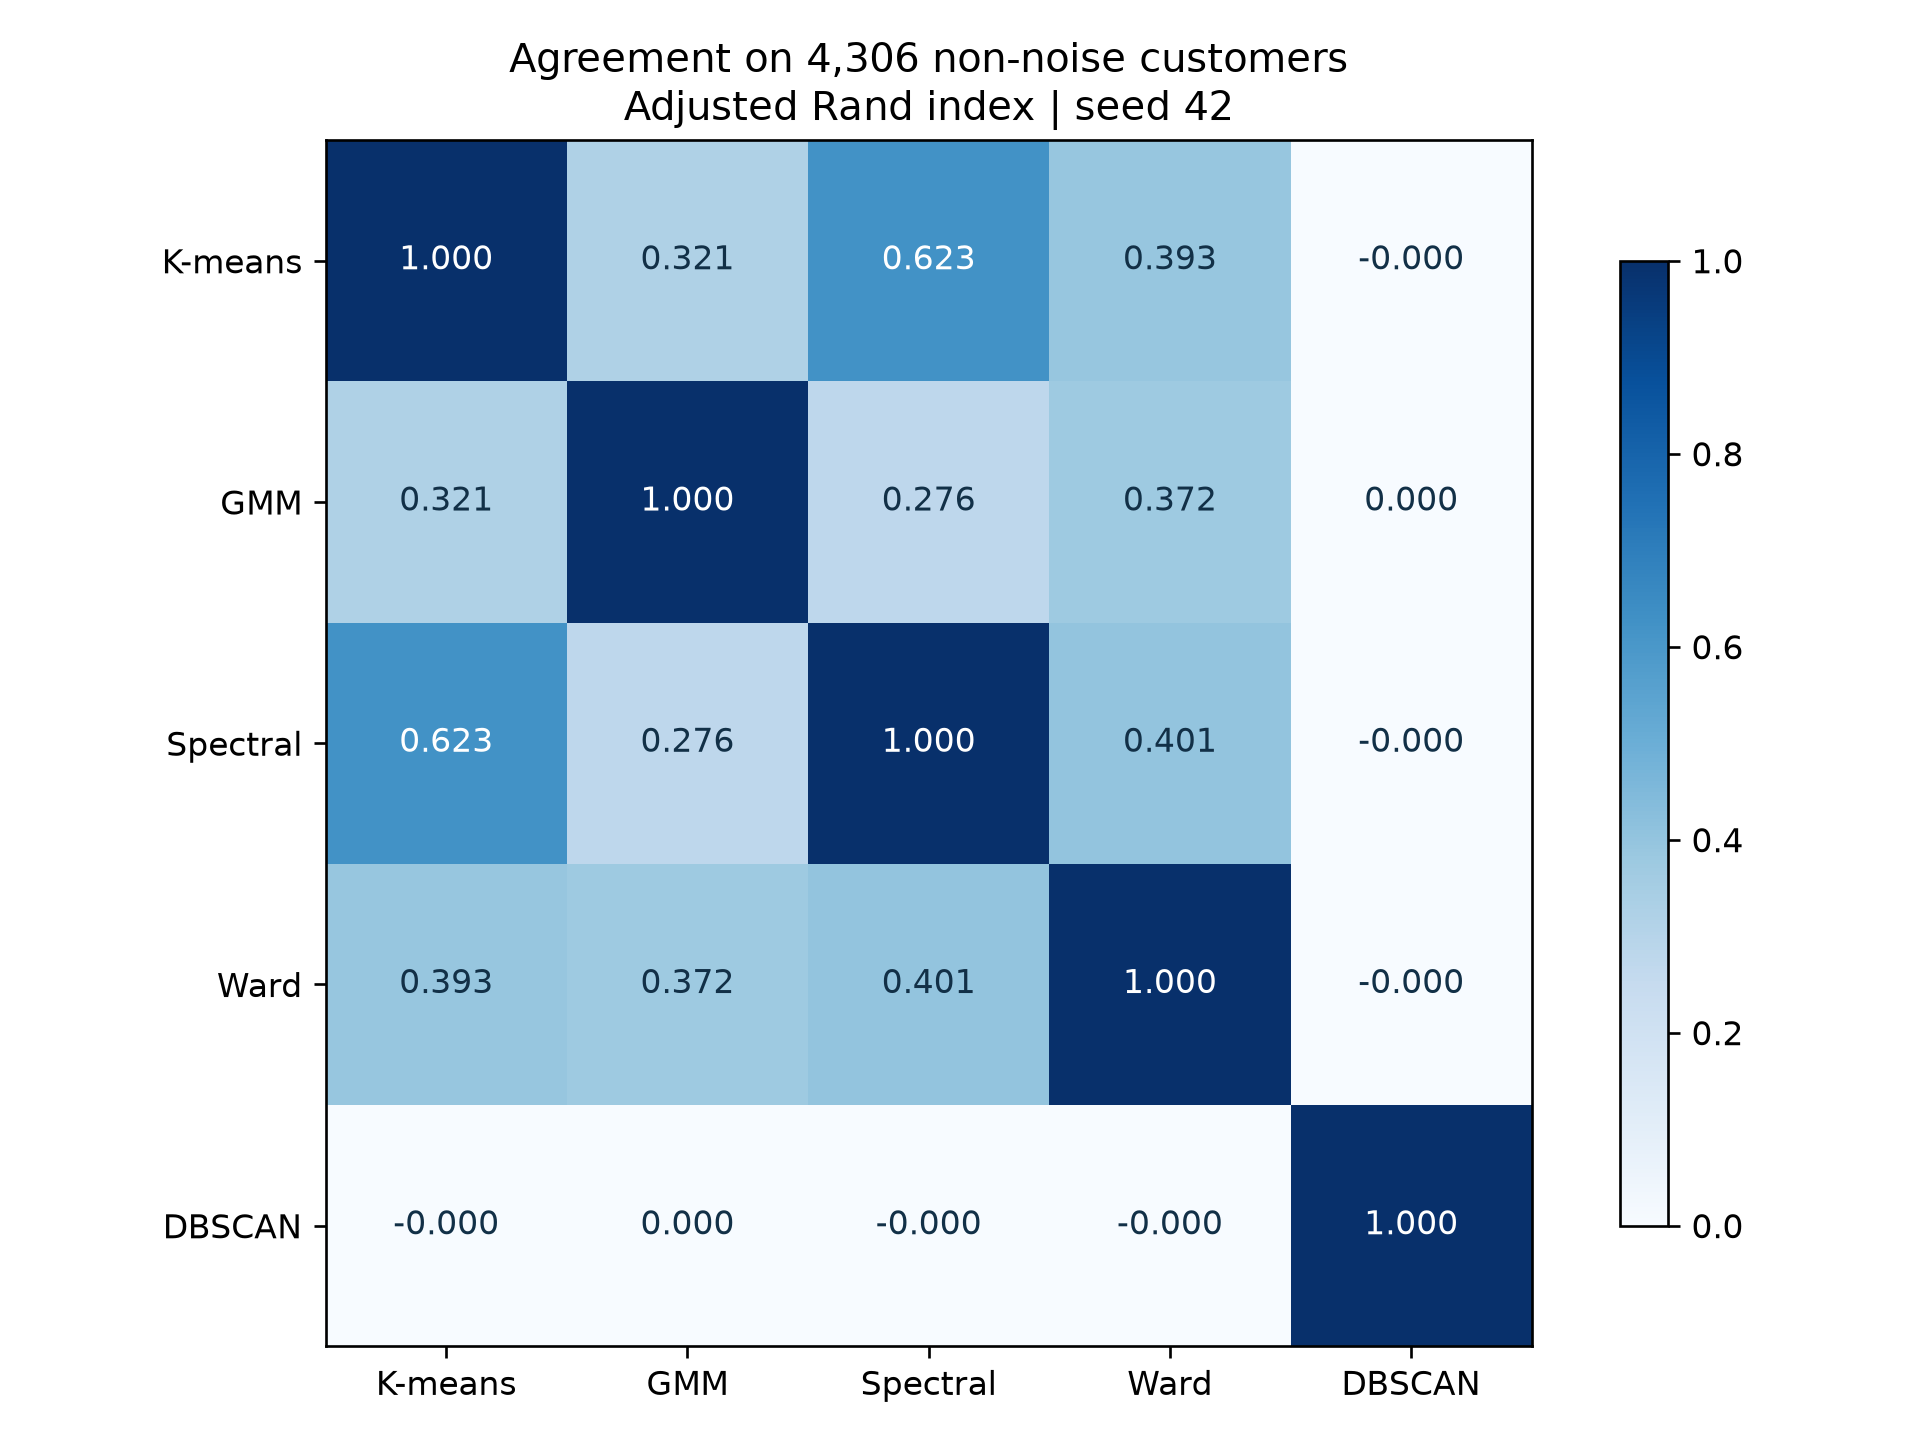 Agreement on 4,306 non-noise customers
Adjusted Rand index | seed 42
K-means 1.000 0.321 0.623 0.393 -0.000
GMM 0.321 1.000 0.276 0.372 0.000
Spectral 0.623 0.276 1.000 0.401 -0.000
Ward 0.393 0.372 0.401 1.000 -0.000
DBSCAN -0.000 0.000 -0.000 -0.000 1.000
K-means GMM Spectral Ward DBSCAN
1.0
0.8
0.6
0.4
0.2
0.0